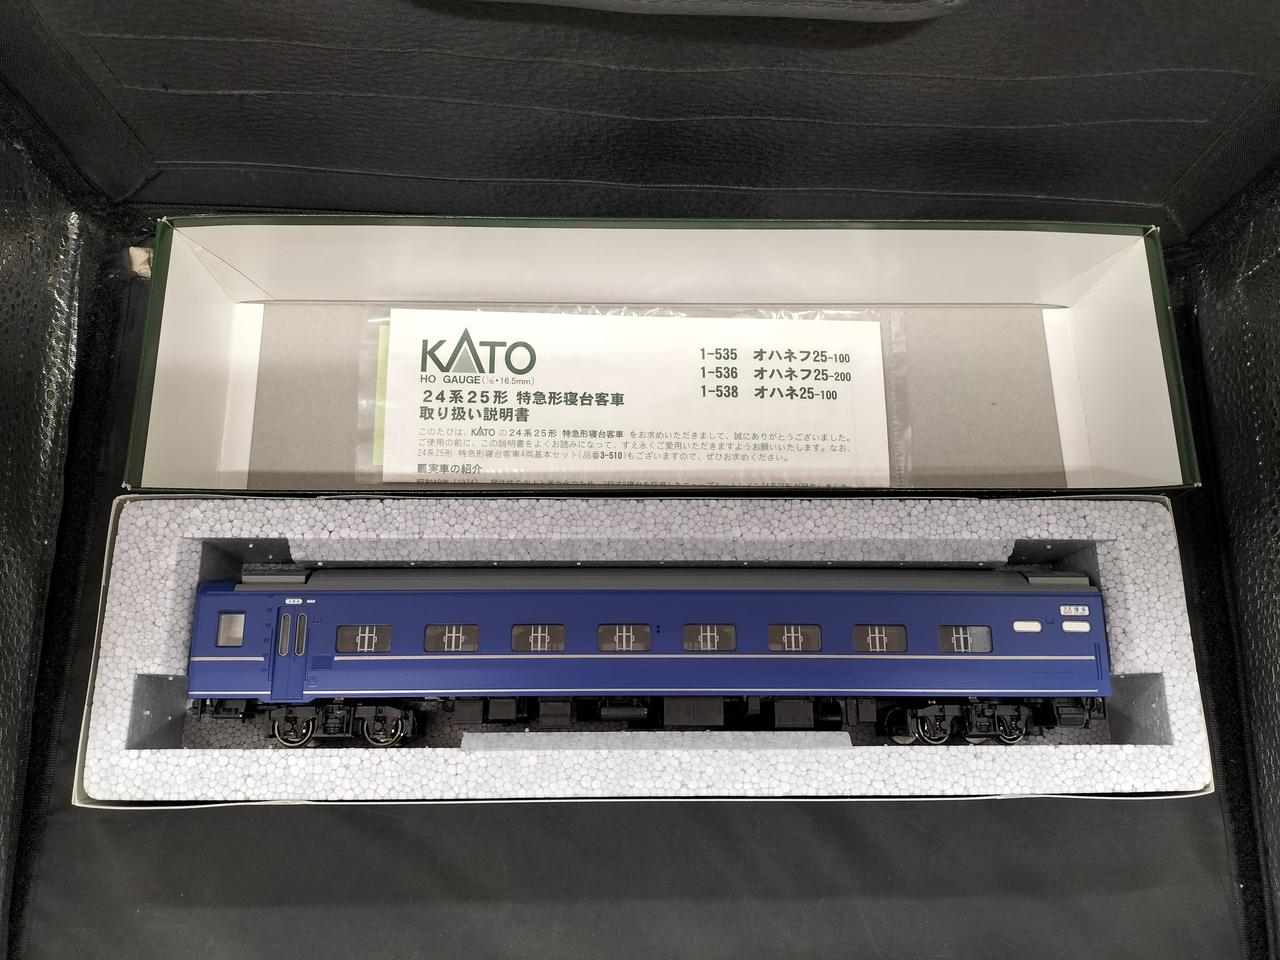 KATO
HO GAUGE(1/80・16.5mm)
24系25形 特急形寝台客車
取り扱い説明書
1-535 オハネフ25-100
1-536 オハネフ25-200
1-538 オハネ25-100
このたびは、KATO の24系25形 特急形寝台客車 をお求めいただきまして、誠にありがとうございました。
ご使用の前に、この説明書をよくお読みになって、すえ永くご愛用いただきますようお願いいたします。なお、
24系25形 特急形寝台客車4両基本セット(品番3-510)もございますので、ぜひお求めください。
■実車の紹介